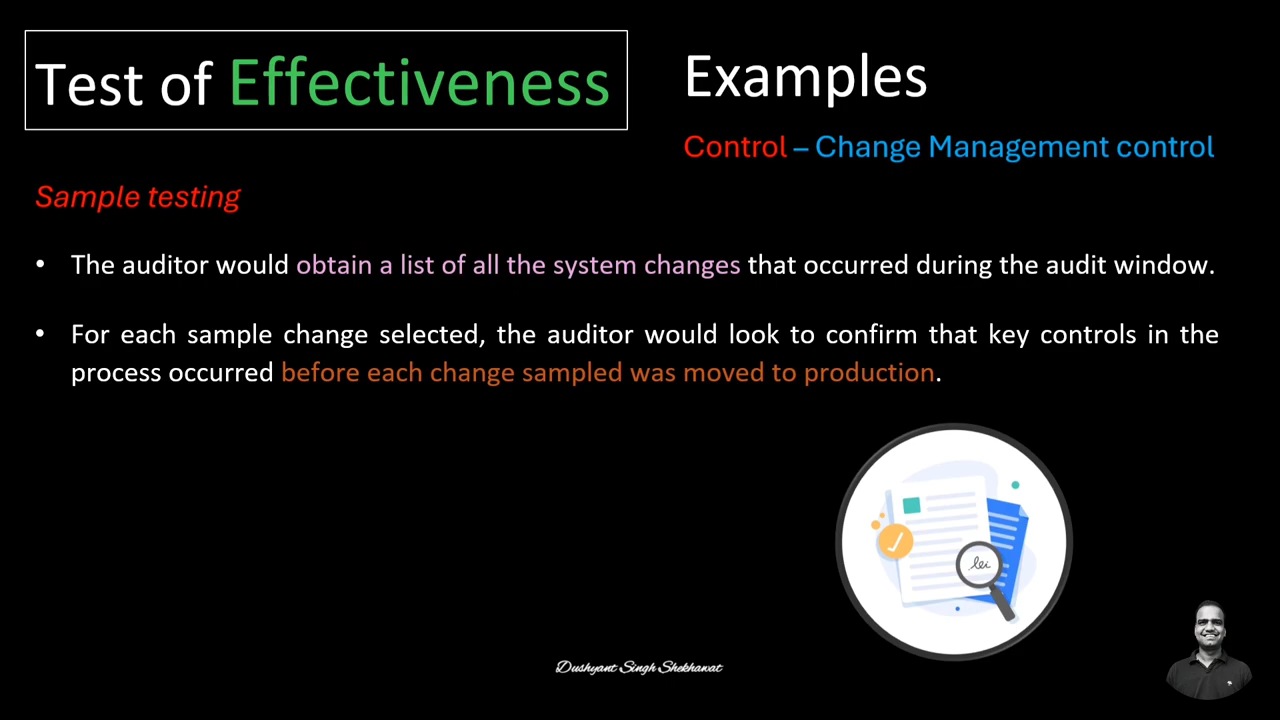 Test of Effectiveness
Examples
Control – Change Management control
Sample testing
• The auditor would obtain a list of all the system changes that occurred during the audit window.
• For each sample change selected, the auditor would look to confirm that key controls in the
process occurred before each change sampled was moved to production.
lei
Dushyant Singh Shekhawat